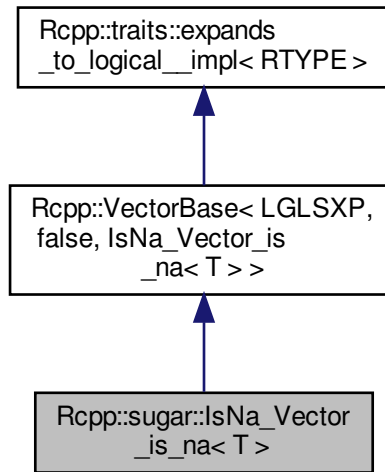 Rcpp::traits::expands
_to_logical__impl< RTYPE >
Rcpp::VectorBase< LGLSXP,
false, IsNa_Vector_is
_na< T > >
Rcpp::sugar::IsNa_Vector
_is_na< T >